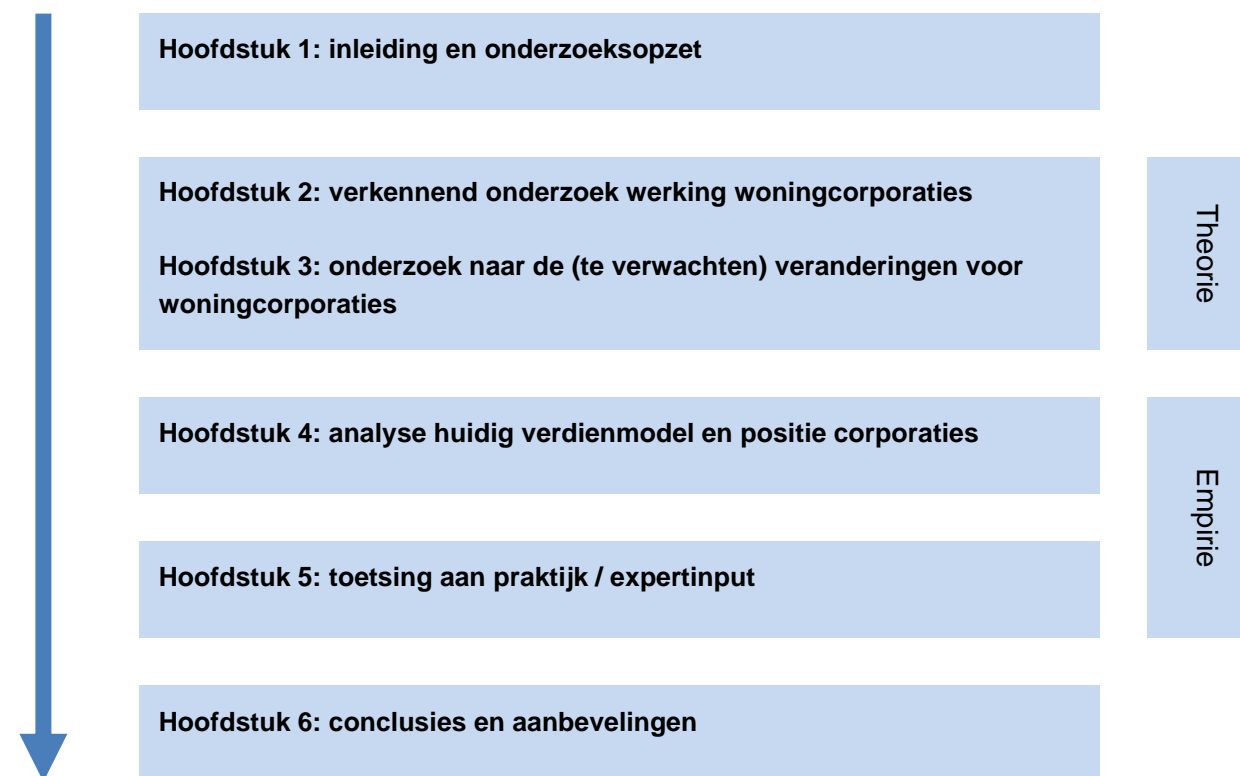 Hoofdstuk 1: inleiding en onderzoeksopzet
Hoofdstuk 2: verkennend onderzoek werking woningcorporaties
Hoofdstuk 3: onderzoek naar de (te verwachten) veranderingen voor
woningcorporaties
Theorie
Hoofdstuk 4: analyse huidig verdienmodel en positie corporaties
Hoofdstuk 5: toetsing aan praktijk / expertinput
Empirie
Hoofdstuk 6: conclusies en aanbevelingen